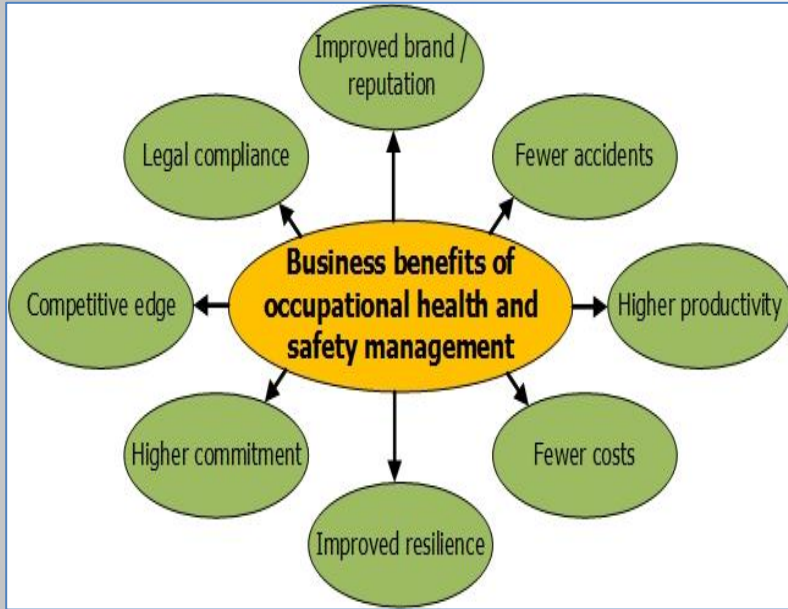 Improved brand /
reputation
Legal compliance
Fewer accidents
Business benefits of
occupational health and
safety management
Competitive edge
Higher productivity
Higher commitment
Fewer costs
Improved resilience